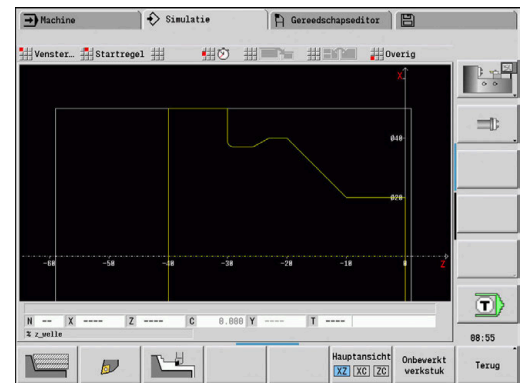 Machine Simulatie Gereedschapseditor
Venster… Startregel Overig
X
Ø40
Ø20
-60 -50 -40 -30 -20 -10 0 Z
N -- X ---- Z ---- C 0.000 Y ---- T ----
% z_welle
T
08:55
Hauptansicht
XZ XC ZC
Onbewerkt
verkstuk
Terug